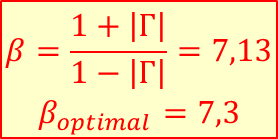 β = (1 + |Γ|) / (1 − |Γ|) = 7,13
β_optimal = 7,3